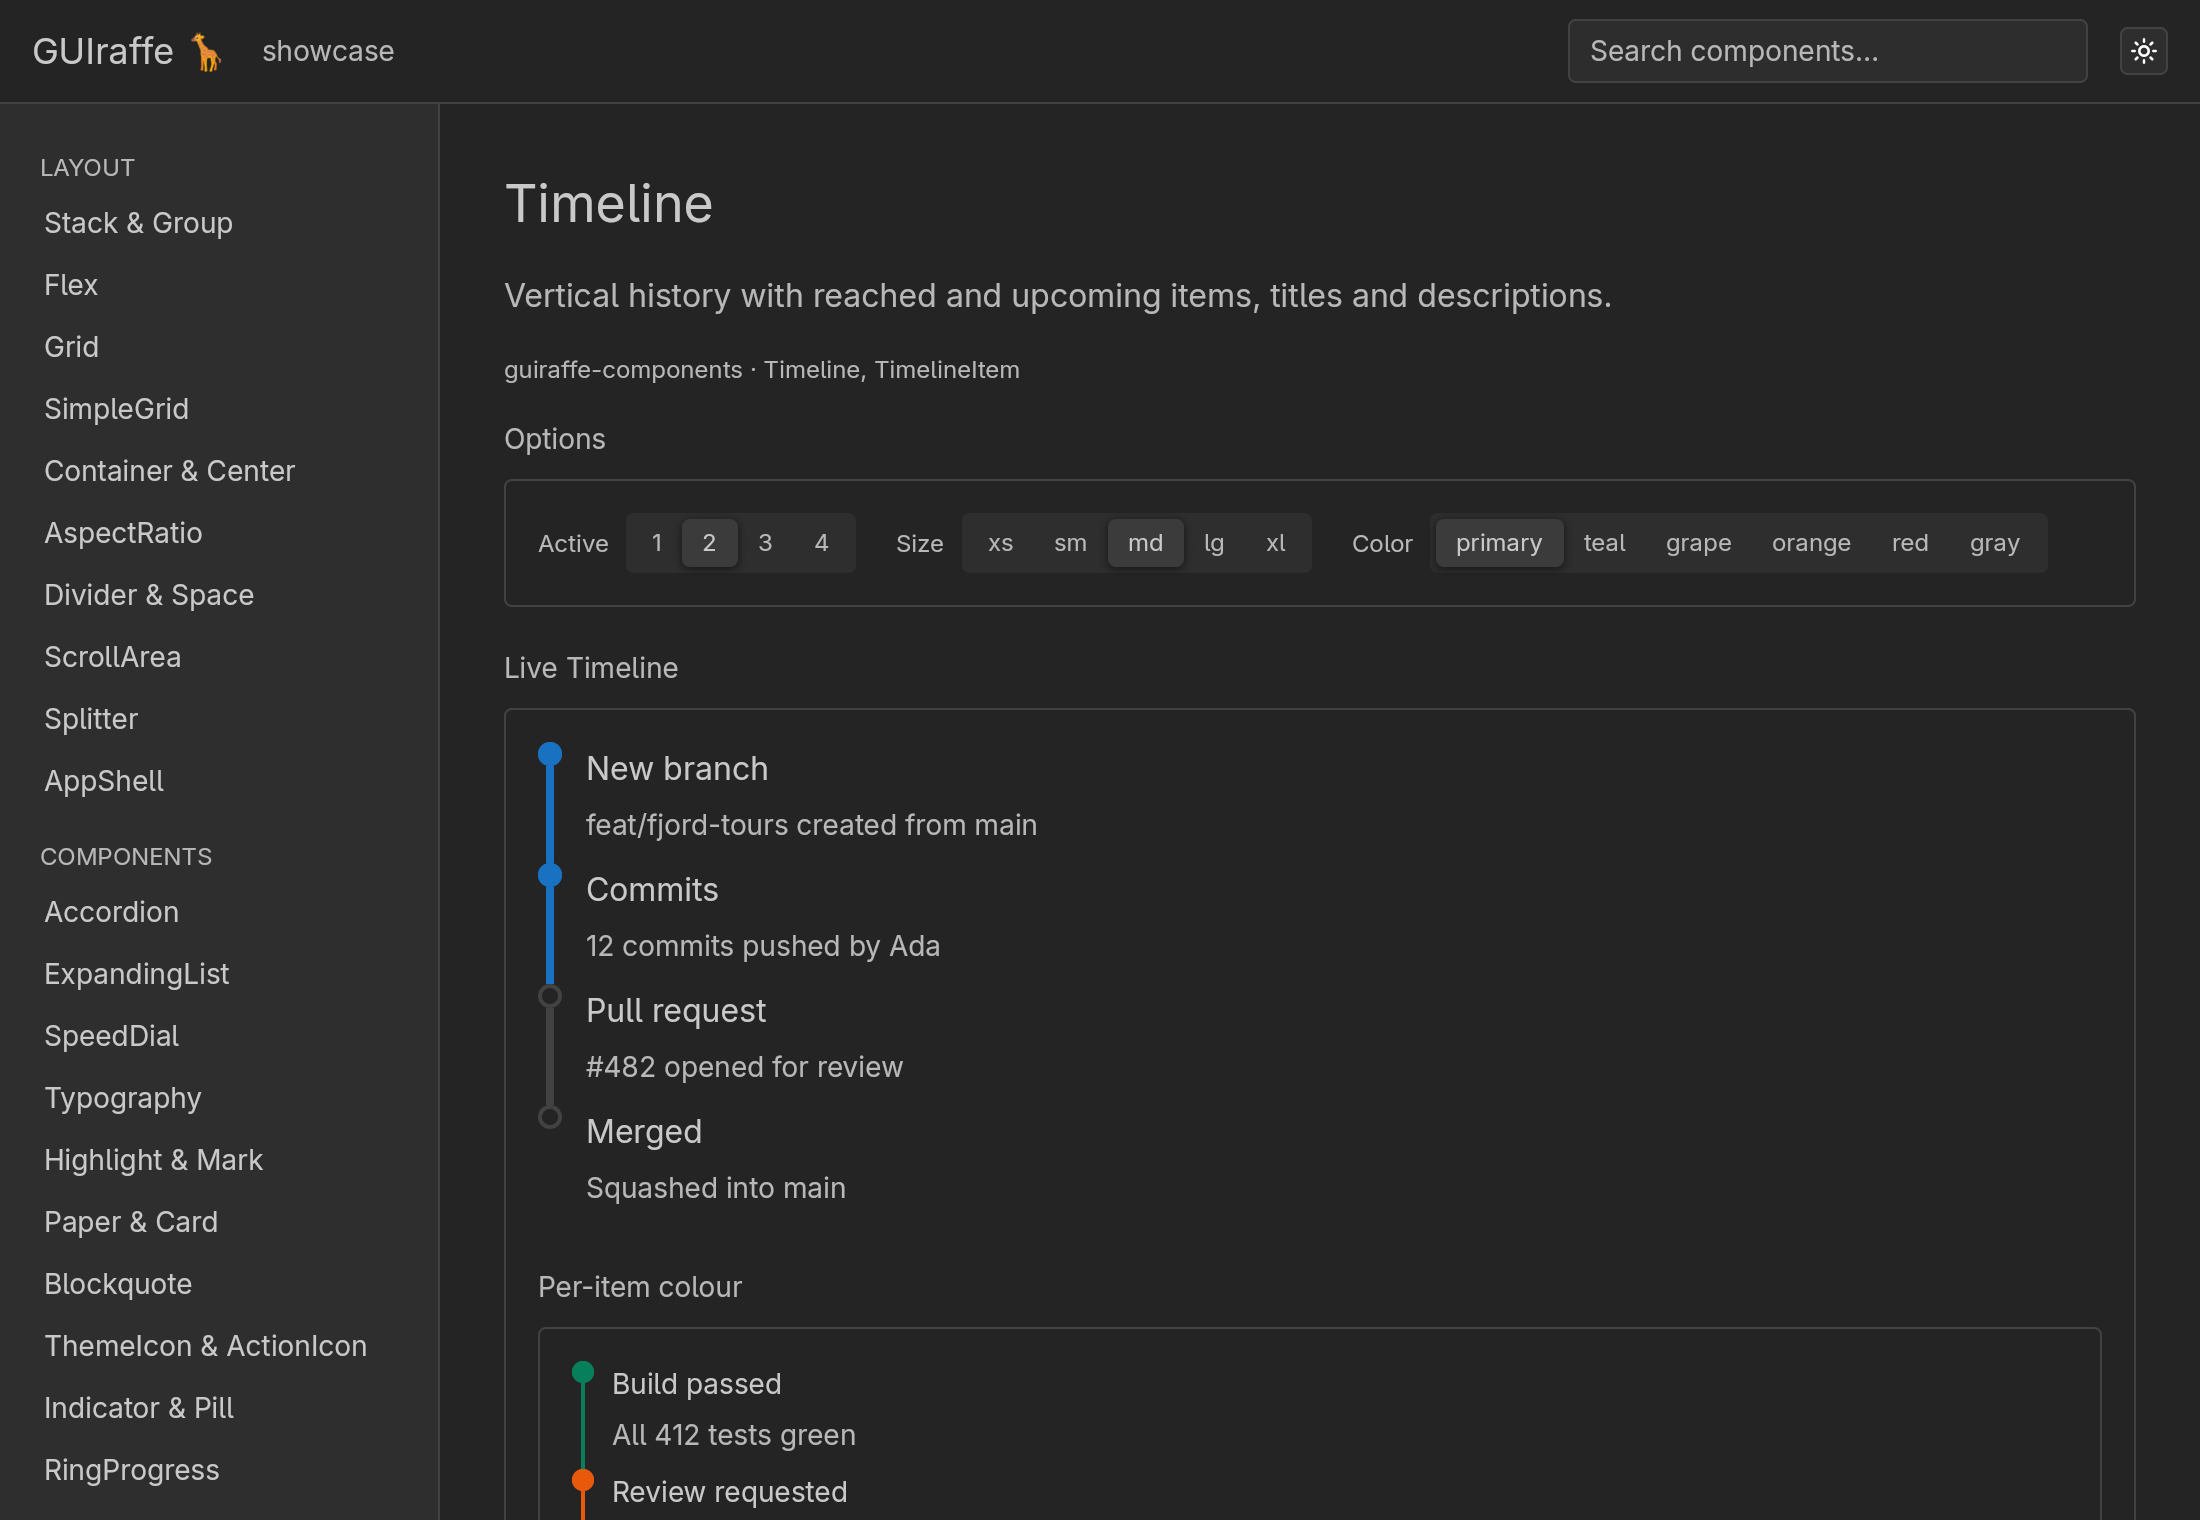 GUIraffe 🦒 showcase
Search components...
LAYOUT
Stack & Group
Flex
Grid
SimpleGrid
Container & Center
AspectRatio
Divider & Space
ScrollArea
Splitter
AppShell
COMPONENTS
Accordion
ExpandingList
SpeedDial
Typography
Highlight & Mark
Paper & Card
Blockquote
ThemeIcon & ActionIcon
Indicator & Pill
RingProgress
Timeline
Vertical history with reached and upcoming items, titles and descriptions.
guiraffe-components · Timeline, TimelineItem
Options
Active 1 2 3 4 Size xs sm md lg xl Color primary teal grape orange red gray
Live Timeline
New branch
feat/fjord-tours created from main
Commits
12 commits pushed by Ada
Pull request
#482 opened for review
Merged
Squashed into main
Per-item colour
Build passed
All 412 tests green
Review requested